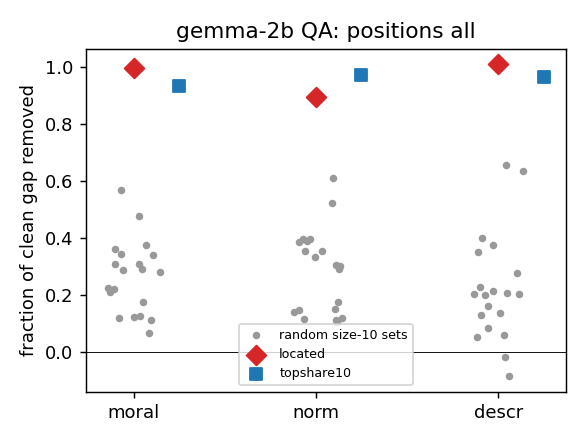 gemma-2b QA: positions all
fraction of clean gap removed
1.0
0.8
0.6
0.4
0.2
0.0
random size-10 sets
located
topshare10
moral norm descr